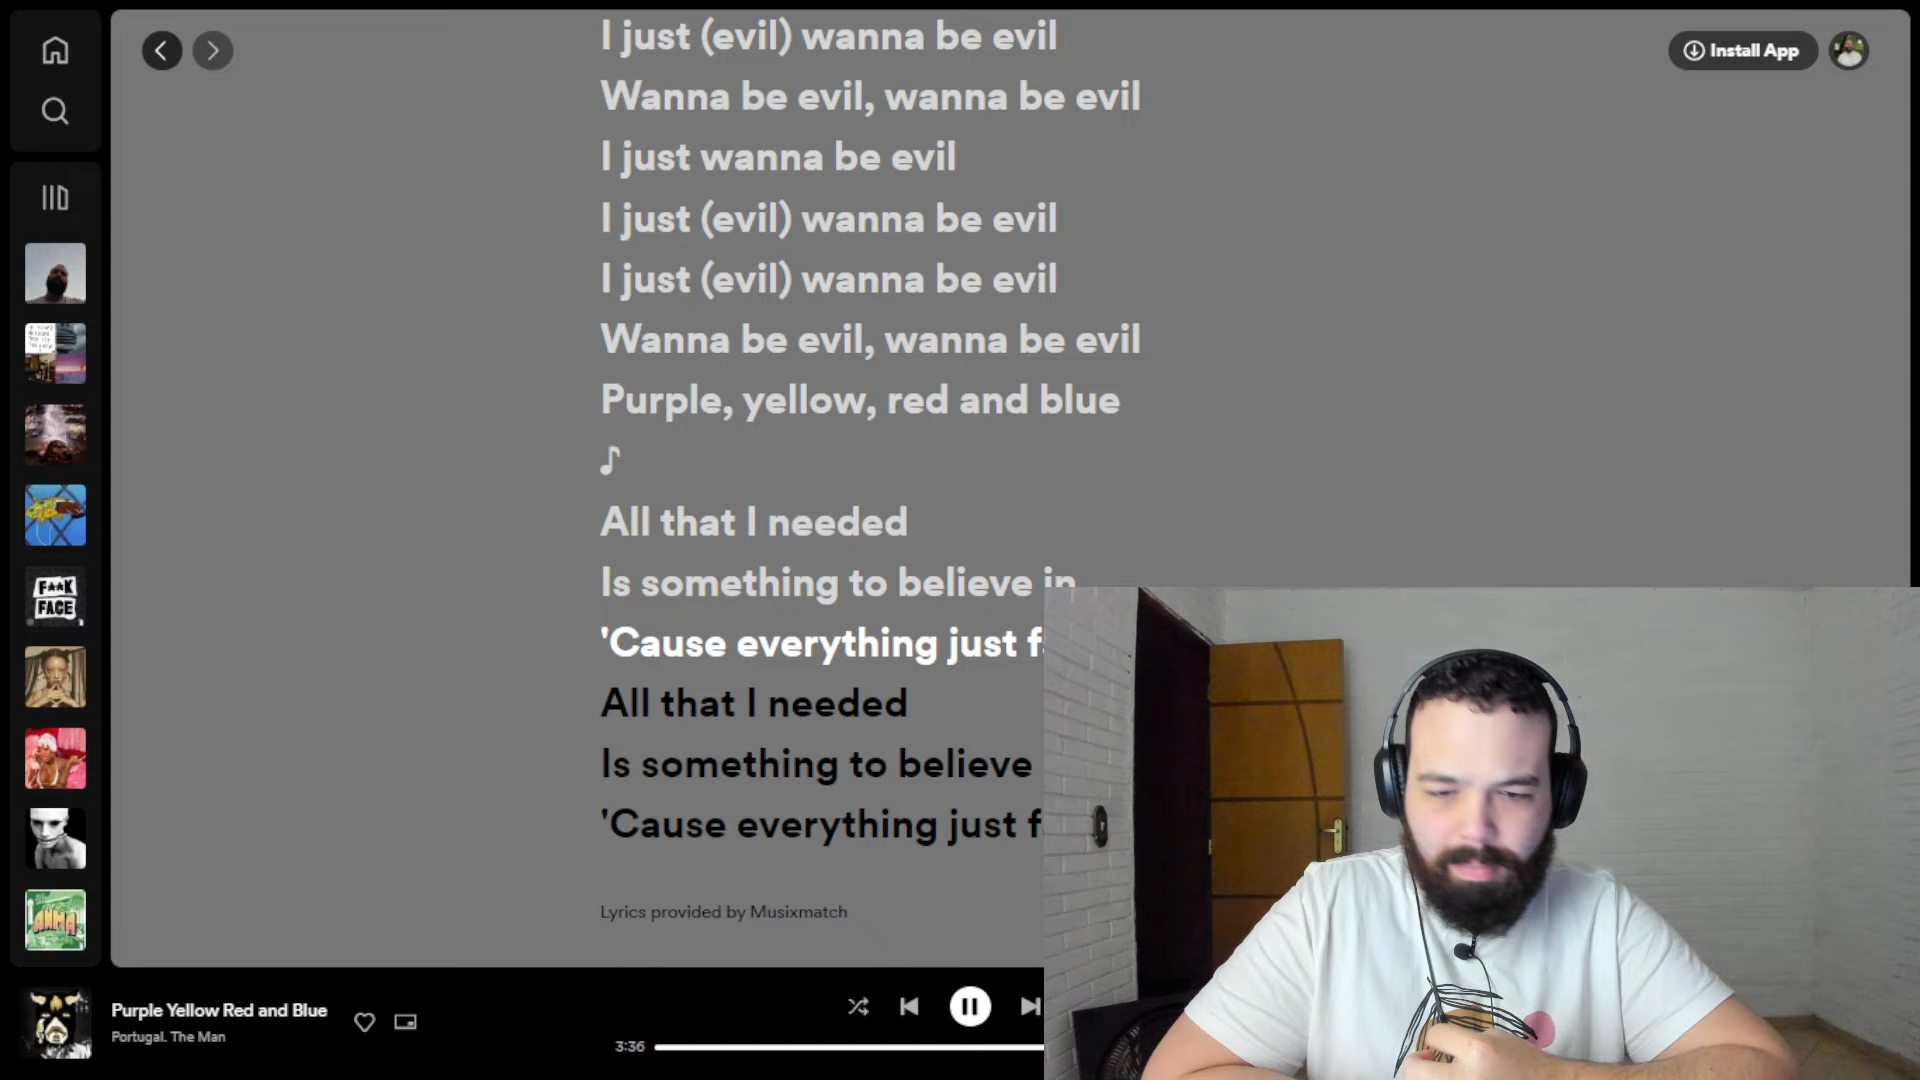 I just (evil) wanna be evil
Install App
Wanna be evil, wanna be evil
I just wanna be evil
I just (evil) wanna be evil
I just (evil) wanna be evil
Wanna be evil, wanna be evil
Purple, yellow, red and blue
♪
All that I needed
Is something to believe in
'Cause everything just f
All that I needed
Is something to believe
'Cause everything just f
Lyrics provided by Musixmatch
F**K
FACE
Purple Yellow Red and Blue
Portugal. The Man
3:36